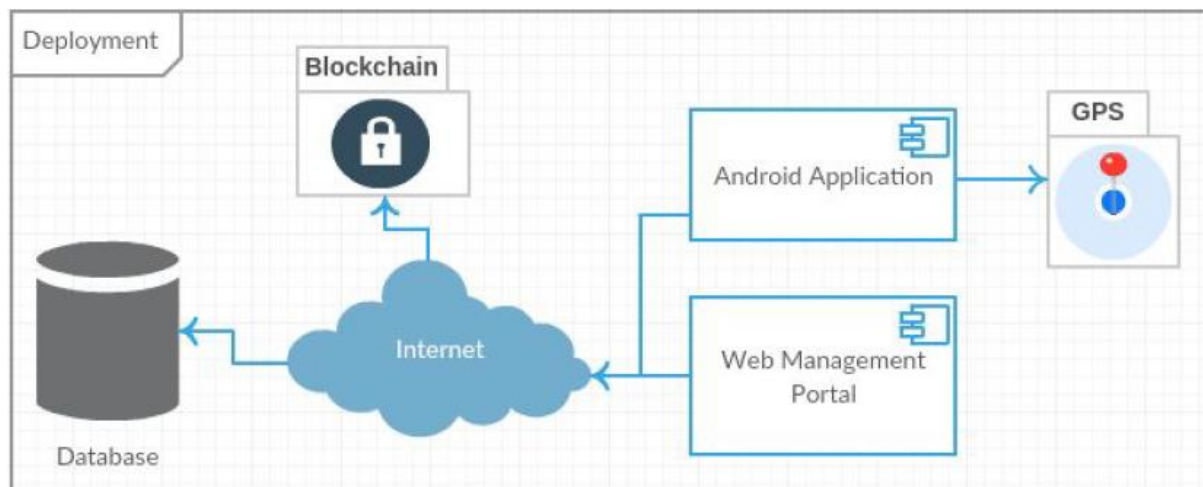 Deployment
Blockchain
GPS
Android Application
Internet
Web Management
Portal
Database